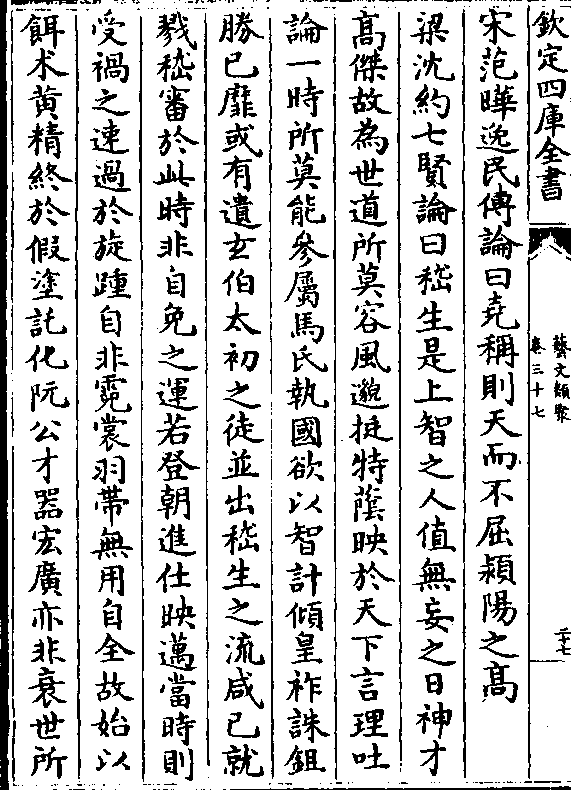 欽定四庫全書
藝文類聚
卷三十七
二十七
宋范曄逸民傳論曰堯稱則天而不屈潁陽之高
梁沈約七賢論曰嵇生是上智之人值無妄之日神才
高傑故為世道所莫容風邈挺特蔭映於天下言理吐
論一時所莫能參屬馬氏執國欲以智計傾皇祚誅鉏
勝己靡或有遺玄伯太初之徒並出嵇生之流咸已就
戮嵇審於此時非自免之運若登朝進仕映邁當時則
受禍之速過於旋踵自非霓裳羽帶無用自全故始以
餌术黄精終於假塗託化阮公才器宏廣亦非衰世所